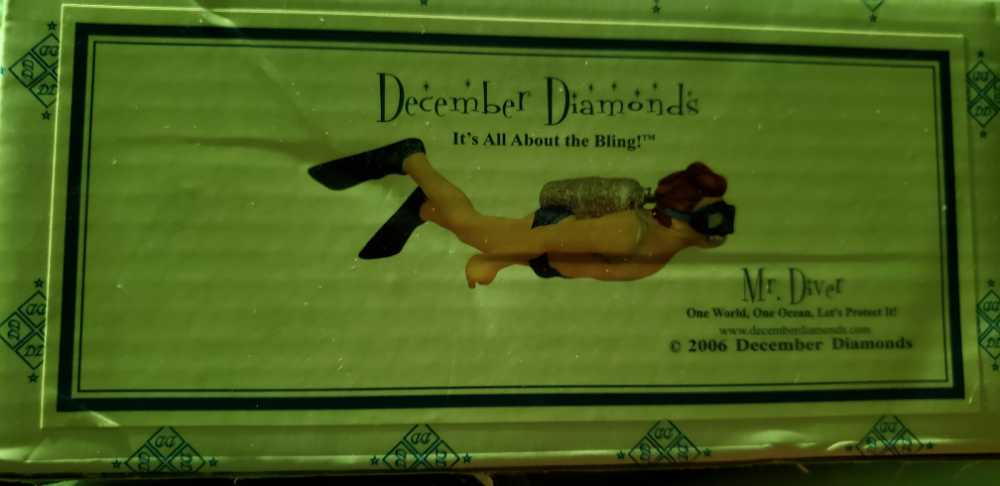 December Diamonds
It's All About the Bling!™
Mr. Diver
One World, One Ocean, Let's Protect It!
www.decemberdiamonds.com
© 2006 December Diamonds